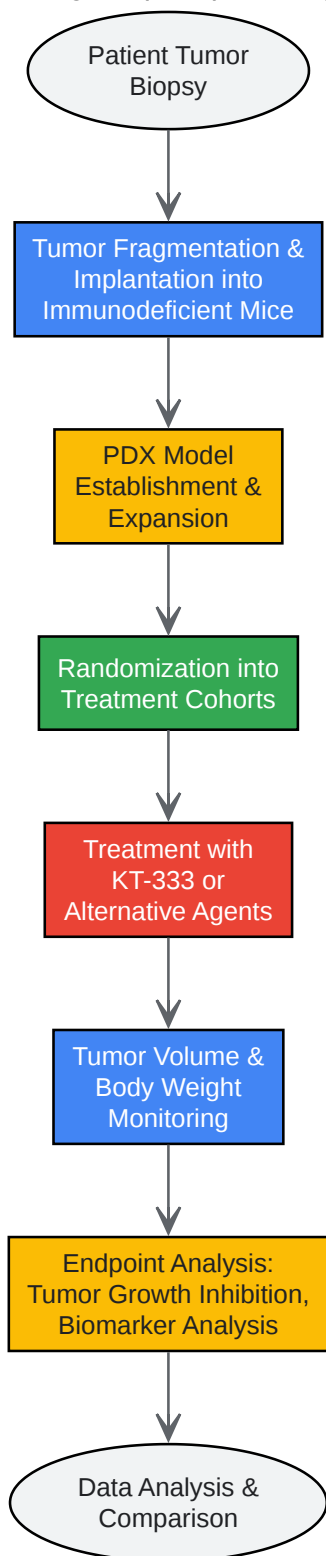 Patient Tumor
Biopsy
Tumor Fragmentation &
Implantation into
Immunodeficient Mice
PDX Model
Establishment &
Expansion
Randomization into
Treatment Cohorts
Treatment with
KT-333 or
Alternative Agents
Tumor Volume &
Body Weight
Monitoring
Endpoint Analysis:
Tumor Growth Inhibition,
Biomarker Analysis
Data Analysis &
Comparison